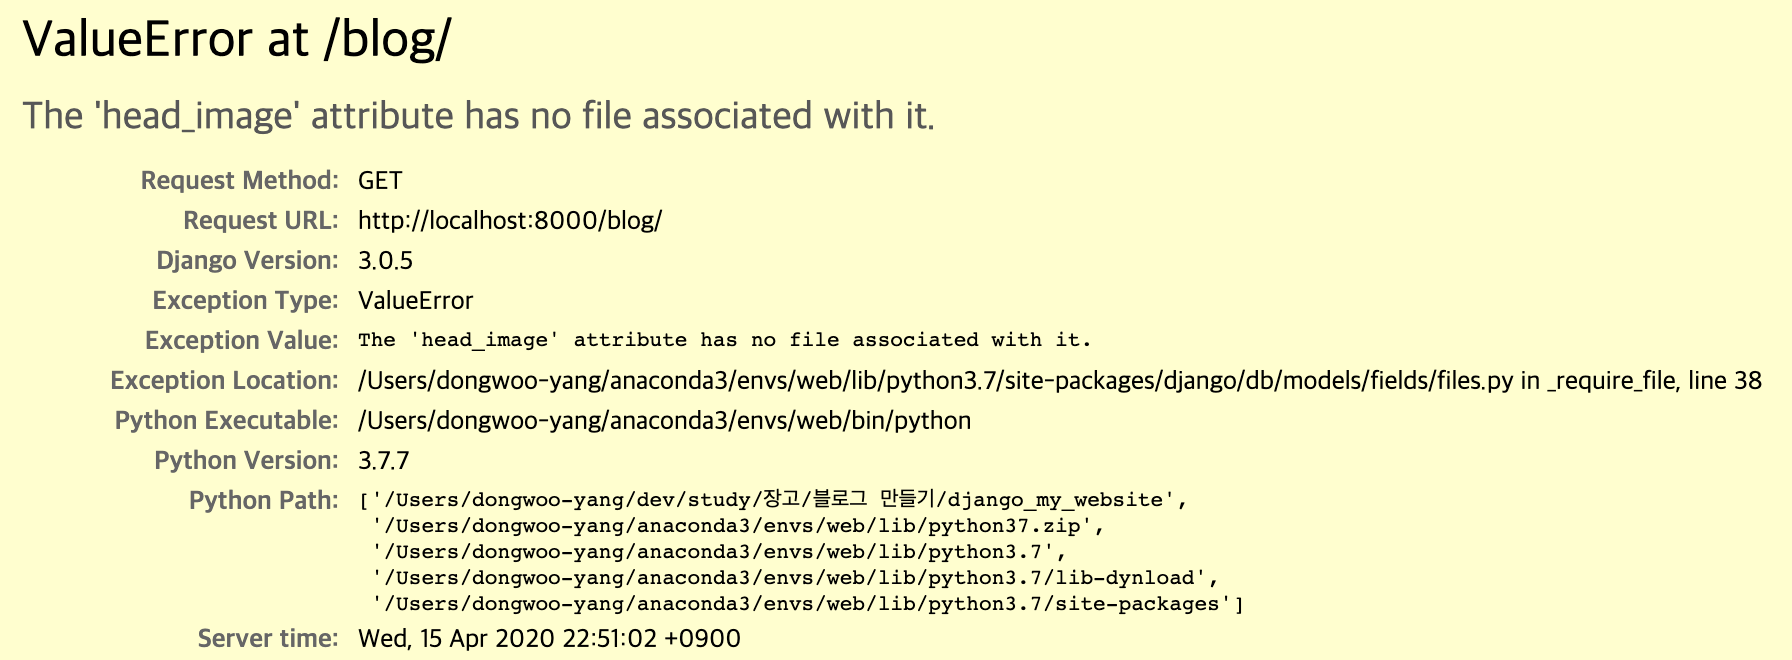 ValueError at /blog/
The 'head_image' attribute has no file associated with it.
Request Method: GET
Request URL: http://localhost:8000/blog/
Django Version: 3.0.5
Exception Type: ValueError
Exception Value: The 'head_image' attribute has no file associated with it.
Exception Location: /Users/dongwoo-yang/anaconda3/envs/web/lib/python3.7/site-packages/django/db/models/fields/files.py in _require_file, line 38
Python Executable: /Users/dongwoo-yang/anaconda3/envs/web/bin/python
Python Version: 3.7.7
Python Path: ['/Users/dongwoo-yang/dev/study/장고/블로그 만들기/django_my_website',
'/Users/dongwoo-yang/anaconda3/envs/web/lib/python37.zip',
'/Users/dongwoo-yang/anaconda3/envs/web/lib/python3.7',
'/Users/dongwoo-yang/anaconda3/envs/web/lib/python3.7/lib-dynload',
'/Users/dongwoo-yang/anaconda3/envs/web/lib/python3.7/site-packages']
Server time: Wed, 15 Apr 2020 22:51:02 +0900